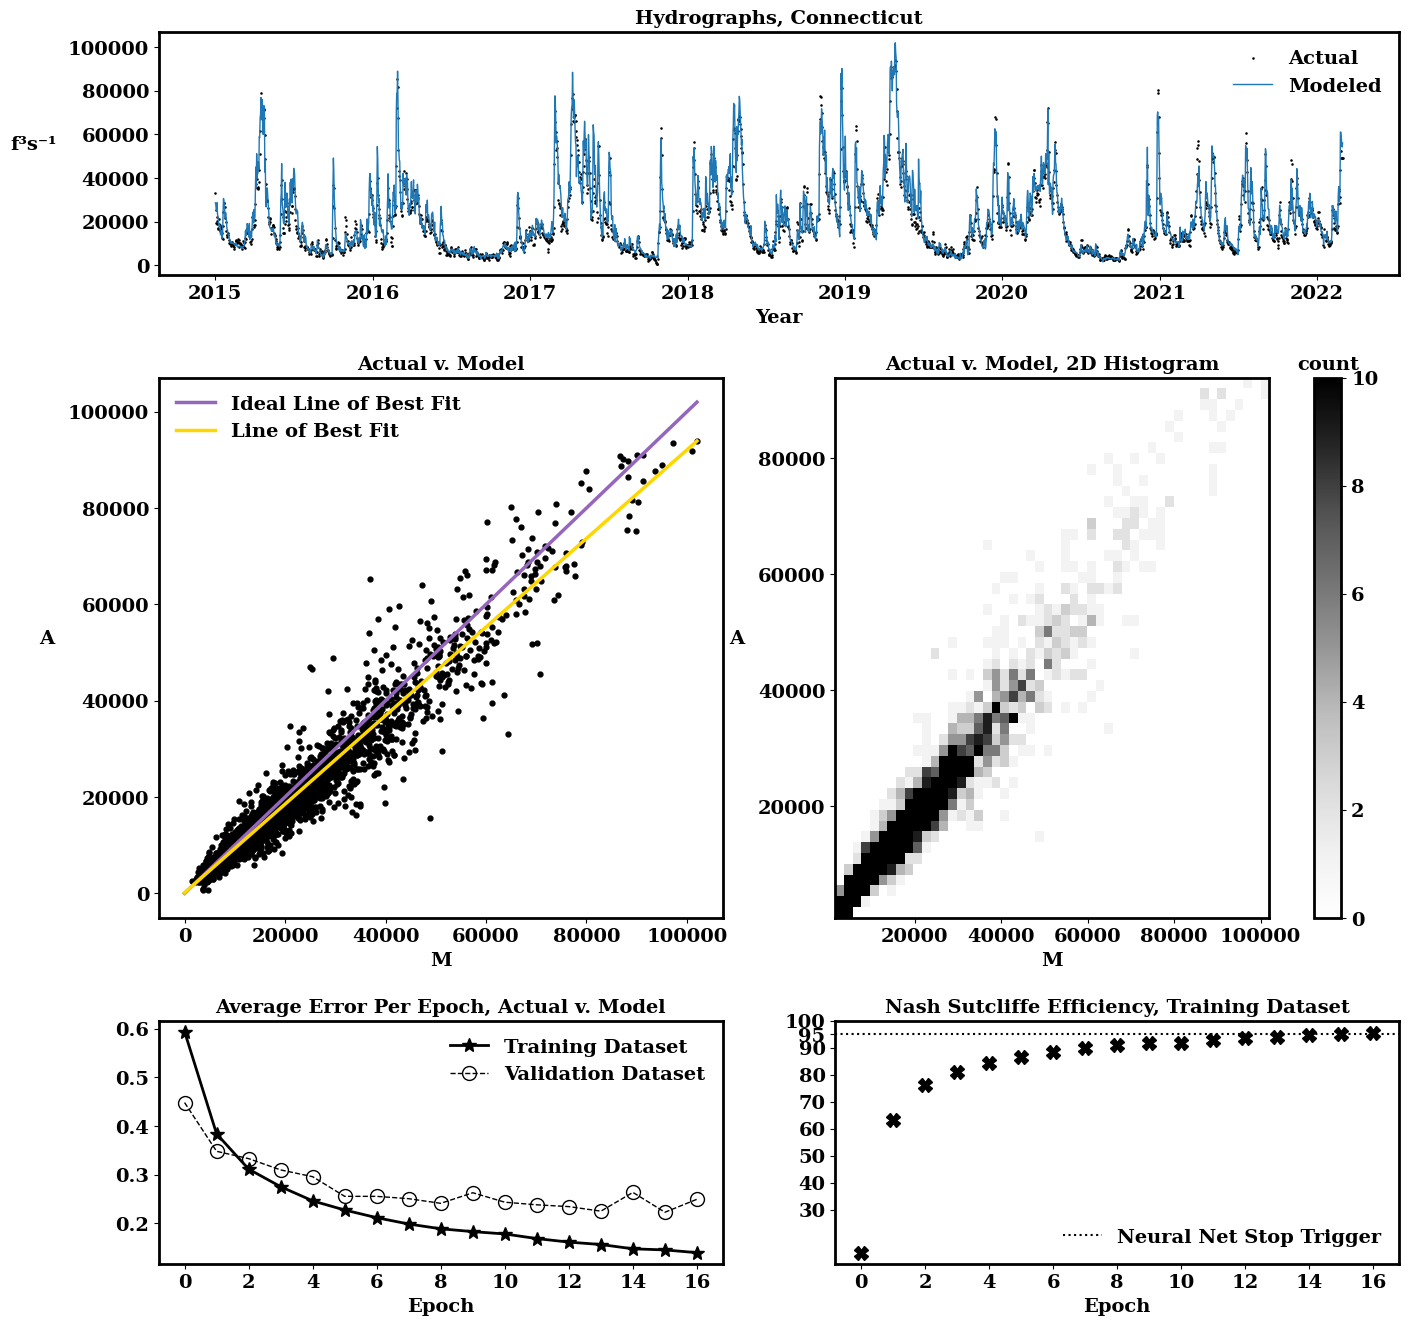 Hydrographs, Connecticut
100000
80000
60000
40000
20000
0
f³s⁻¹
Actual
Modeled
2015 2016 2017 2018 2019 2020 2021 2022
Year
Actual v. Model
100000
80000
60000
40000
20000
0
A
Ideal Line of Best Fit
Line of Best Fit
0 20000 40000 60000 80000 100000
M
Actual v. Model, 2D Histogram
80000
60000
40000
20000
A
20000 40000 60000 80000 100000
M
count
10
8
6
4
2
0
Average Error Per Epoch, Actual v. Model
0.6
0.5
0.4
0.3
0.2
Training Dataset
Validation Dataset
0 2 4 6 8 10 12 14 16
Epoch
Nash Sutcliffe Efficiency, Training Dataset
100
95
90
80
70
60
50
40
30
Neural Net Stop Trigger
0 2 4 6 8 10 12 14 16
Epoch